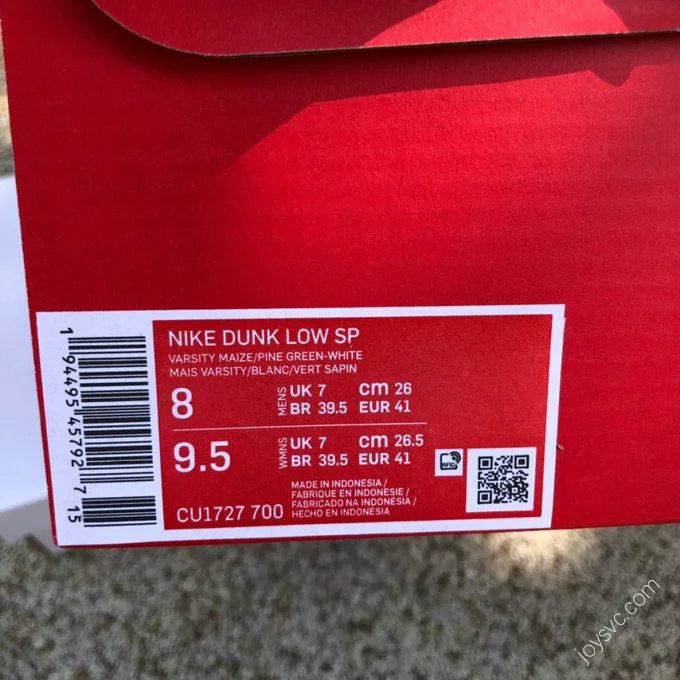 NIKE DUNK LOW SP
VARSITY MAIZE/PINE GREEN-WHITE
MAIS VARSITY/BLANC/VERT SAPIN
8 MENS UK 7 cm 26
BR 39.5 EUR 41
9.5 WMNS UK 7 cm 26.5
BR 39.5 EUR 41
CU1727 700
MADE IN INDONESIA /
FABRIQUE EN INDONESIE /
FABRICADO NA INDONÉSIA /
HECHO EN INDONESIA
RFID
1 94495 45792 7 15
joysvc.com